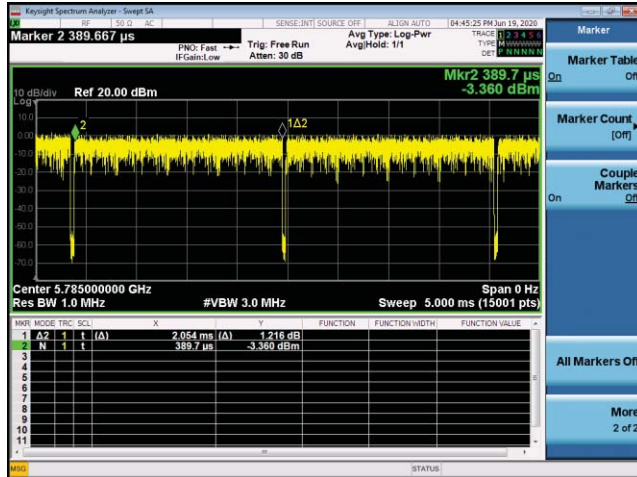 Keysight Spectrum Analyzer - Swept SA
RF 50 Ω AC SENSE:INT SOURCE OFF ALIGN AUTO 04:45:25 PM Jun 19, 2020
Marker 2 389.667 µs
PNO: Fast
IFGain:Low
Trig: Free Run
Atten: 30 dB
Avg Type: Log-Pwr
Avg|Hold: 1/1
TRACE 1 2 3 4 5 6
TYPE M WWWWW
DET P NNNNN
Marker
Mkr2 389.7 µs
-3.360 dBm
10 dB/div Ref 20.00 dBm
Log
10.0
0.00
-10.0
-20.0
-30.0
-40.0
-50.0
-60.0
-70.0
2
1Δ2
Center 5.785000000 GHz Span 0 Hz
Res BW 1.0 MHz #VBW 3.0 MHz Sweep 5.000 ms (15001 pts)
MKR MODE TRC SCL X Y FUNCTION FUNCTION WIDTH FUNCTION VALUE
1 Δ2 1 t (Δ) 2.054 ms (Δ) 1.216 dB
2 N 1 t 389.7 µs -3.360 dBm
3
4
5
6
7
8
9
10
11
Marker Table
On Off
Marker Count
[Off]
Couple
Markers
On Off
All Markers Off
More
2 of 2
MSG STATUS